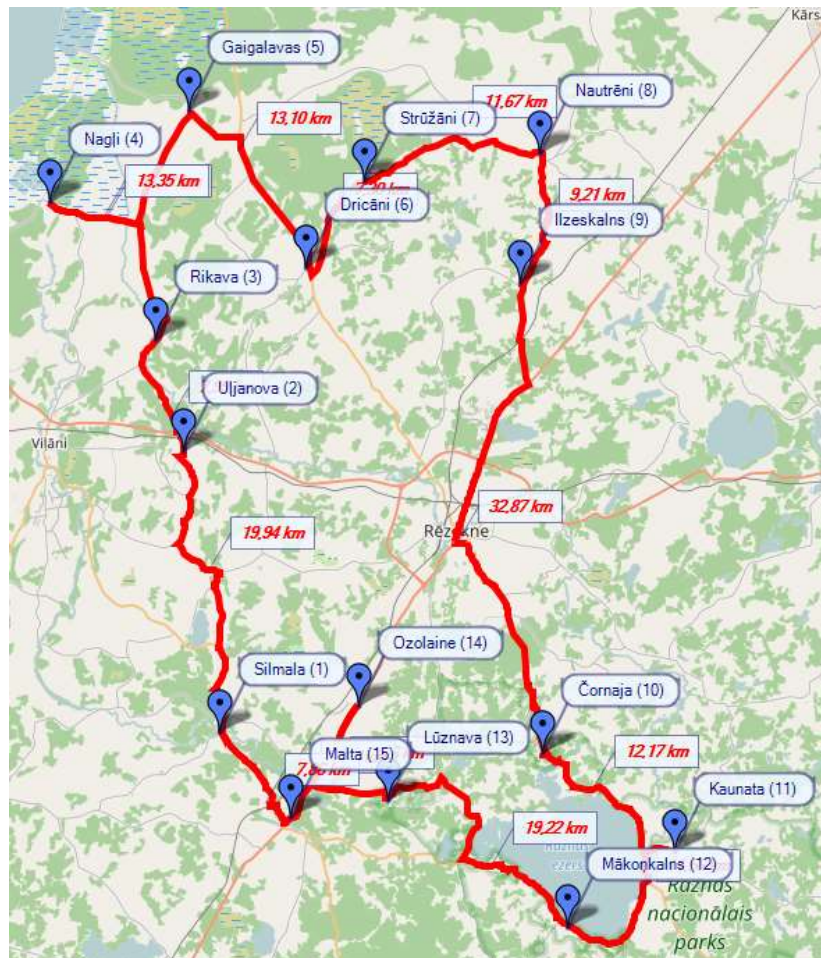 Kārs
Gaigalavas (5)
13,10 km
11,67 km
Nautrēni (8)
Strūžāni (7)
Nagļi (4)
13,35 km
9,21 km
Dricāni (6)
Ilzeskalns (9)
Rikava (3)
Uļjanova (2)
Viļāni
19,94 km
32,87 km
Rēzekne
Ozolaine (14)
Silmala (1)
Čornaja (10)
Lūznava (13)
Malta (15)
12,17 km
Kaunata (11)
19,22 km
ezers
Mākoņkalns (12)
Rāznas
nacionālais
parks